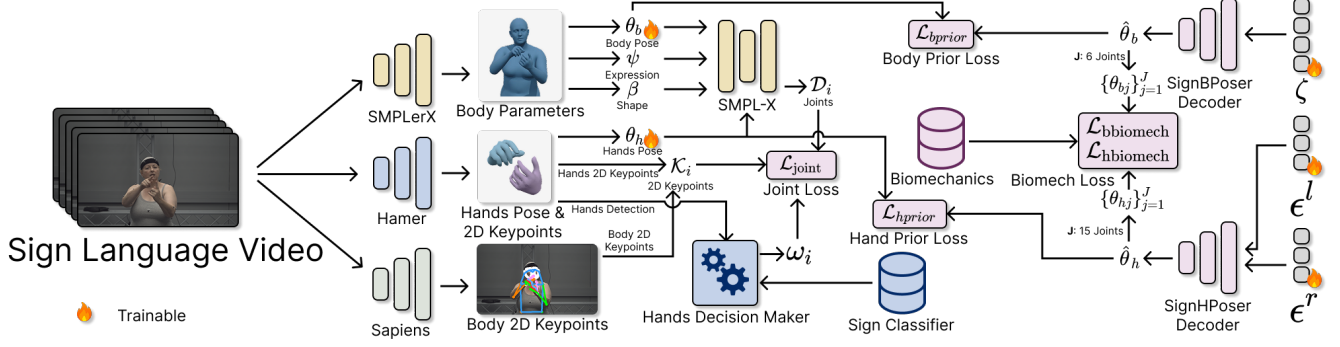 Sign Language Video
Trainable
SMPLerX
Hamer
Sapiens
Body Parameters
Hands Pose &
2D Keypoints
Body 2D Keypoints
θ_b
Body Pose
ψ
Expression
β
Shape
θ_h
Hands Pose
Hands 2D Keypoints
K_i
2D Keypoints
Hands Detection
Body 2D
Keypoints
SMPL-X
D_i
Joints
L_joint
Joint Loss
ω_i
Hands Decision Maker
Sign Classifier
L_bprior
Body Prior Loss
L_hprior
Hand Prior Loss
Biomechanics
L_bbiomech
L_hbiomech
Biomech Loss
θ̂_b
J: 6 Joints
{θ_bj}^J_j=1
{θ_hj}^J_j=1
J: 15 Joints
θ̂_h
SignBPoser
Decoder
SignHPoser
Decoder
ζ
ϵ^l
ϵ^r